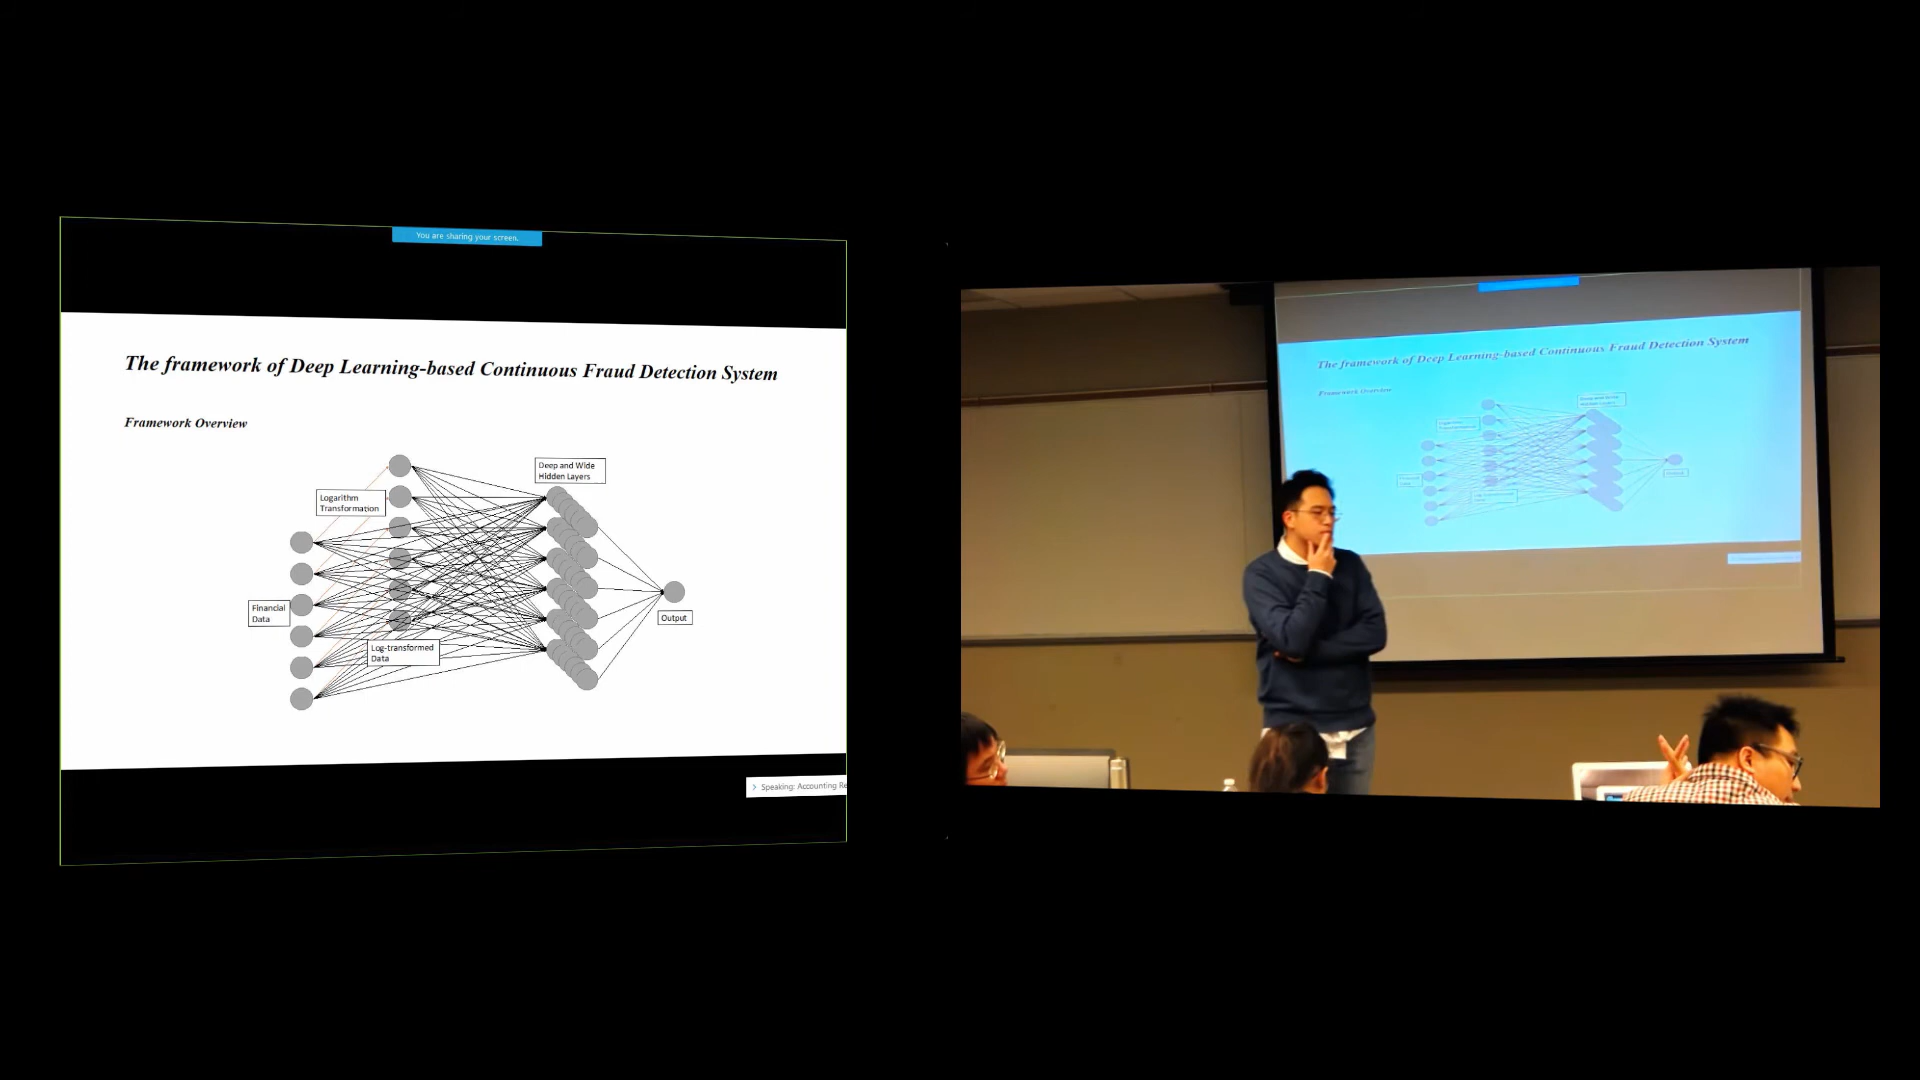 You are sharing your screen.
The framework of Deep Learning-based Continuous Fraud Detection System
Framework Overview
Deep and Wide
Hidden Layers
Logarithm
Transformation
Financial
Data
Output
Log-transformed
Data
Speaking: Accounting Re
The framework of Deep Learning-based Continuous Fraud Detection System
Framework Overview